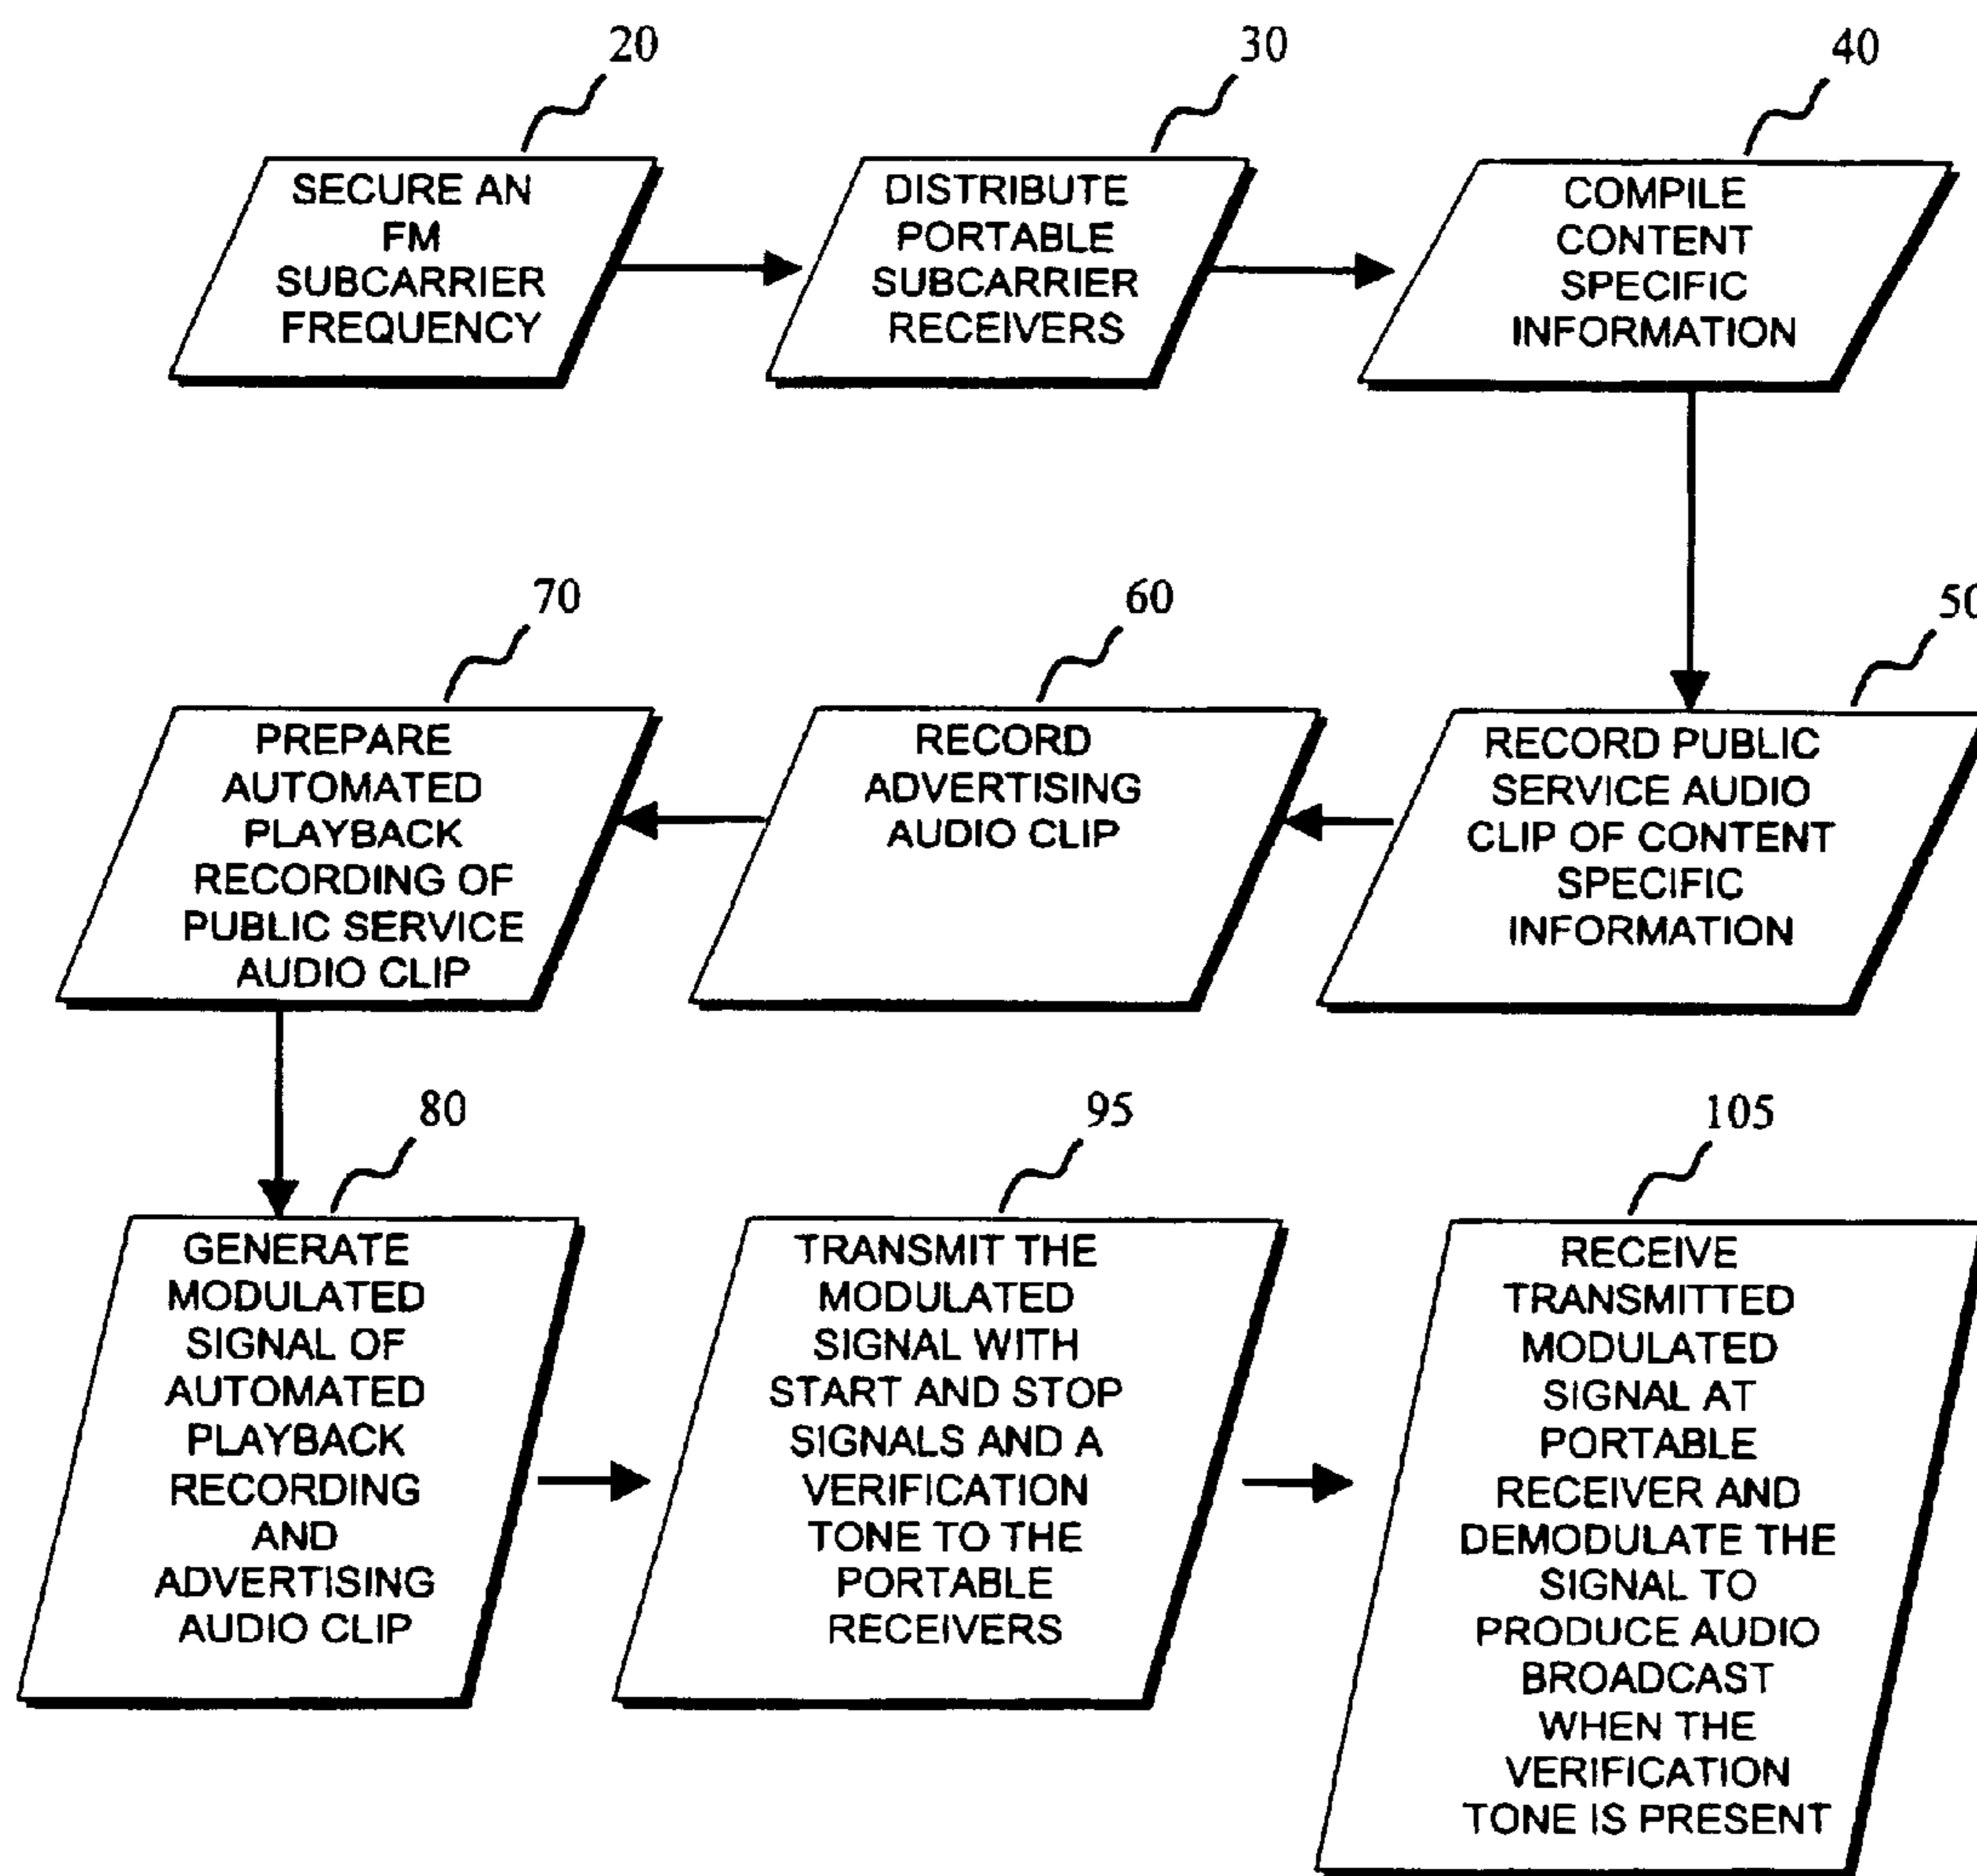 20
SECURE AN
FM
SUBCARRIER
FREQUENCY
30
DISTRIBUTE
PORTABLE
SUBCARRIER
RECEIVERS
40
COMPILE
CONTENT
SPECIFIC
INFORMATION
50
RECORD PUBLIC
SERVICE AUDIO
CLIP OF CONTENT
SPECIFIC
INFORMATION
60
RECORD
ADVERTISING
AUDIO CLIP
70
PREPARE
AUTOMATED
PLAYBACK
RECORDING OF
PUBLIC SERVICE
AUDIO CLIP
80
GENERATE
MODULATED
SIGNAL OF
AUTOMATED
PLAYBACK
RECORDING
AND
ADVERTISING
AUDIO CLIP
95
TRANSMIT THE
MODULATED
SIGNAL WITH
START AND STOP
SIGNALS AND A
VERIFICATION
TONE TO THE
PORTABLE
RECEIVERS
105
RECEIVE
TRANSMITTED
MODULATED
SIGNAL AT
PORTABLE
RECEIVER AND
DEMODULATE THE
SIGNAL TO
PRODUCE AUDIO
BROADCAST
WHEN THE
VERIFICATION
TONE IS PRESENT